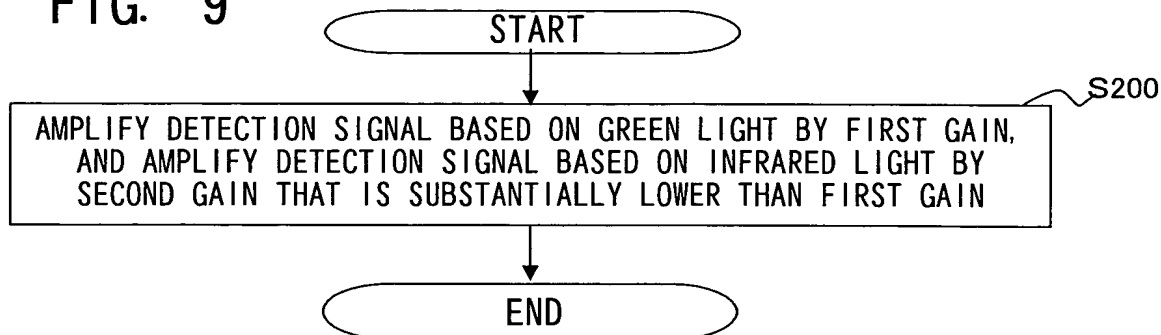 FIG. 9
START
S200
AMPLIFY DETECTION SIGNAL BASED ON GREEN LIGHT BY FIRST GAIN,
AND AMPLIFY DETECTION SIGNAL BASED ON INFRARED LIGHT BY
SECOND GAIN THAT IS SUBSTANTIALLY LOWER THAN FIRST GAIN
END